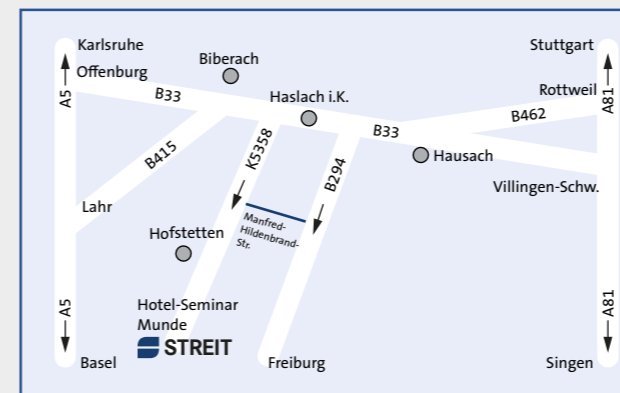 Karlsruhe
Offenburg
A5
Biberach
B33
Haslach i.K.
Stuttgart
Rottweil
A81
B462
B33
Hausach
Villingen-Schw.
B415
K5358
B294
Lahr
Manfred-
Hildenbrand-
Str.
Hofstetten
A5
Basel
Hotel-Seminar
Munde
STREIT
Freiburg
A81
Singen